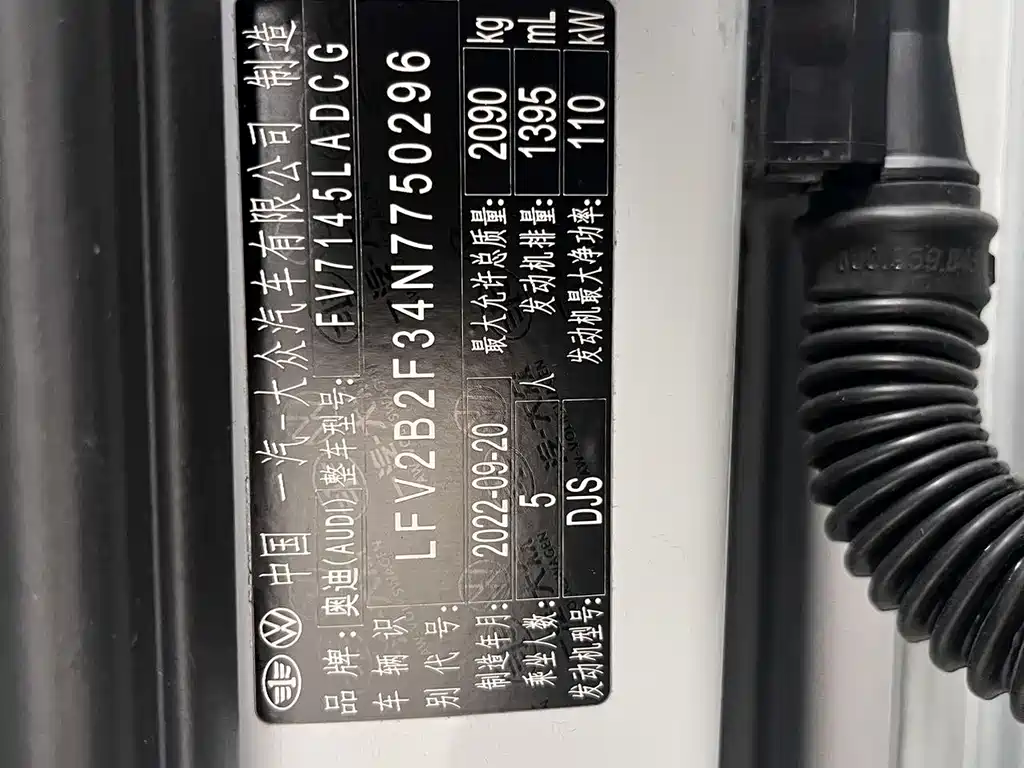 中国 一汽-大众汽车有限公司 制造
品牌: 奥迪(AUDI) 整车型号: FV7145LADCG
车辆识别代号: LFV2B2F34N7750296
制造年月: 2022-09-20 最大允许总质量: 2090 kg
乘坐人数: 5 人 发动机排量: 1395 mL
发动机型号: DJS 发动机最大净功率: 110 kW